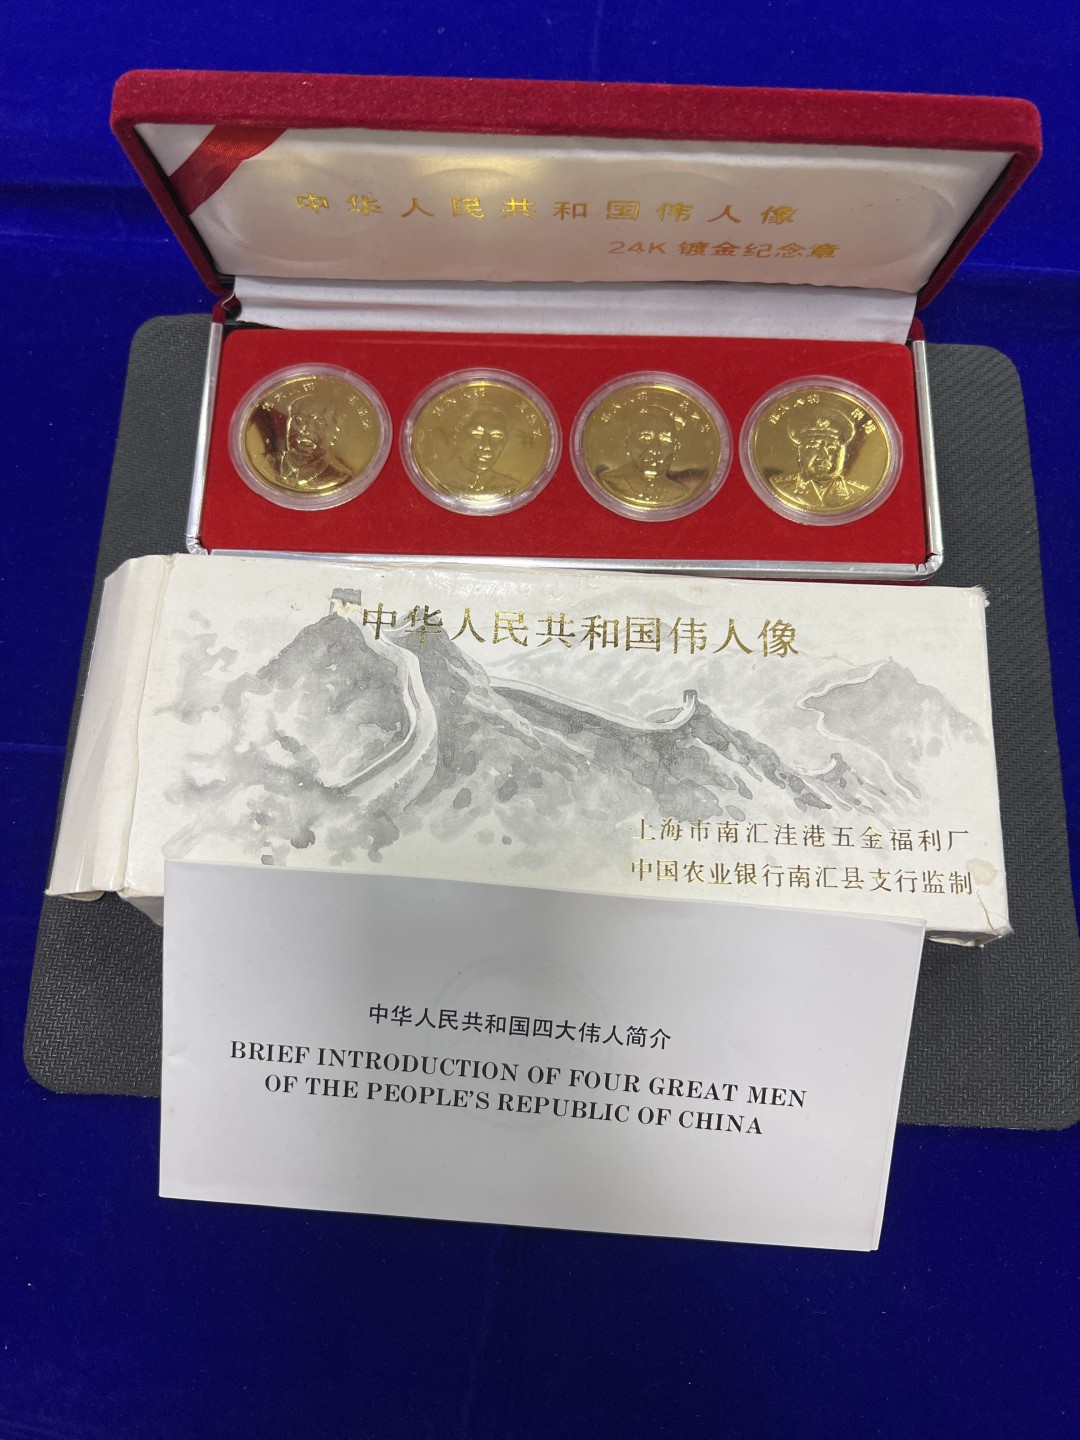 中华人民共和国伟人像
24K 镀金纪念章
中华人民共和国伟人像
上海市南汇洼港五金福利厂
中国农业银行南汇县支行监制
中华人民共和国四大伟人简介
BRIEF INTRODUCTION OF FOUR GREAT MEN
OF THE PEOPLE'S REPUBLIC OF CHINA